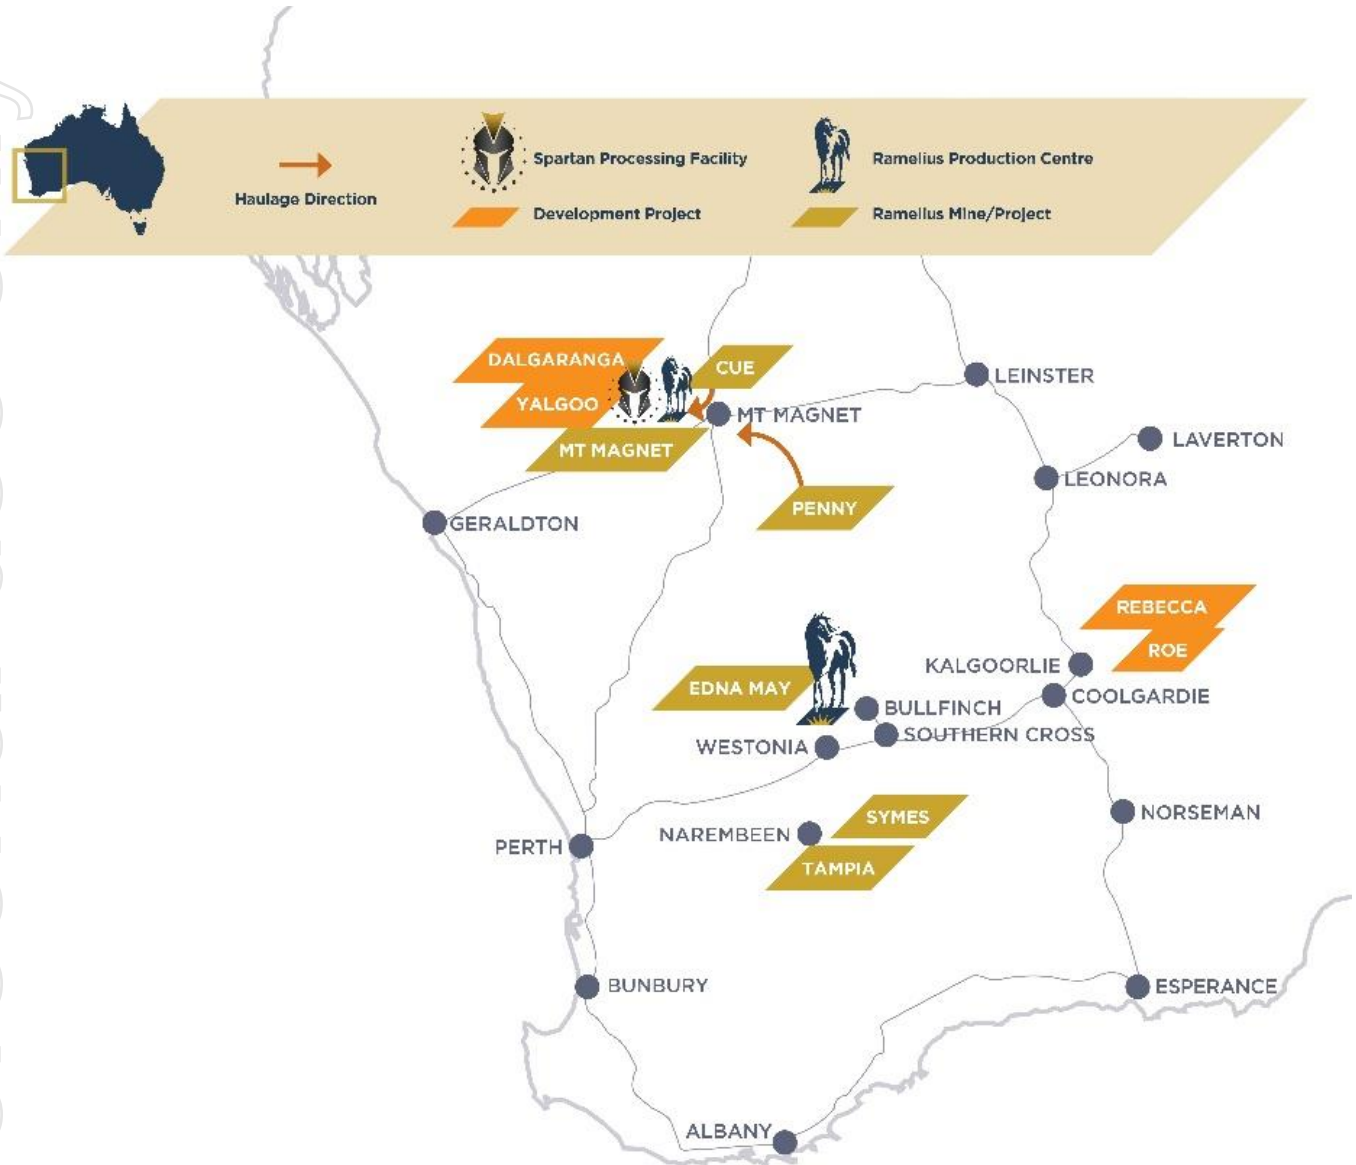 Spartan Processing Facility
Ramelius Production Centre
Haulage Direction
Development Project
Ramelius Mine/Project
DALGARANGA
CUE
LEINSTER
YALGOO
MT MAGNET
MT MAGNET
LAVERTON
LEONORA
PENNY
GERALDTON
REBECCA
ROE
KALGOORLIE
EDNA MAY
COOLGARDIE
BULLFINCH
SOUTHERN CROSS
WESTONIA
NORSEMAN
SYMES
NAREMBEEN
PERTH
TAMPIA
BUNBURY
ESPERANCE
ALBANY